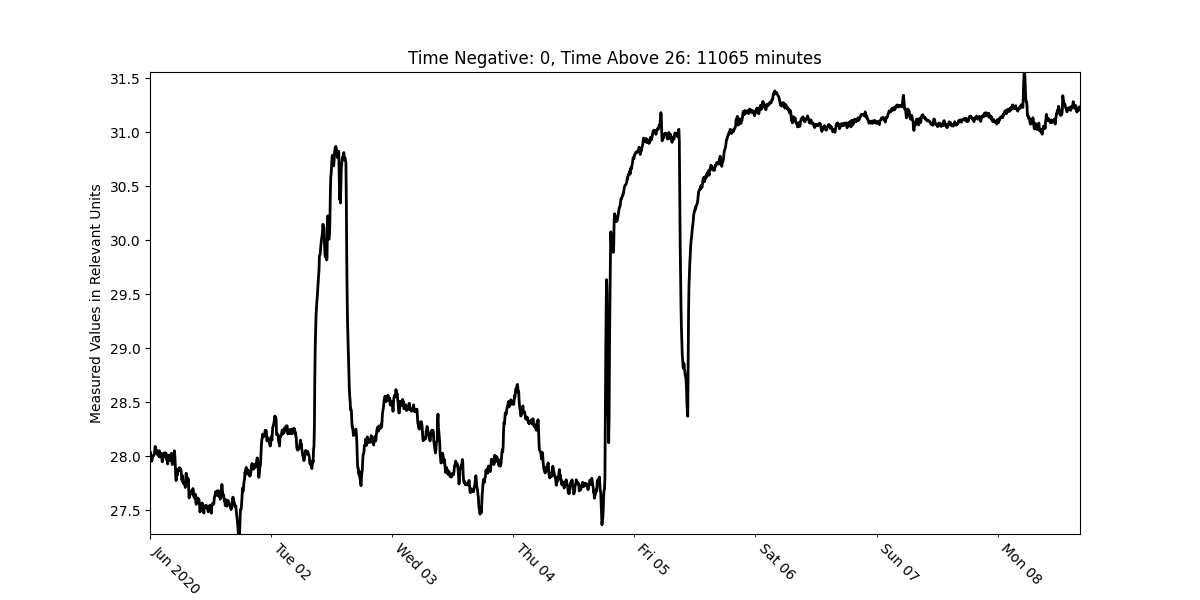 Time Negative: 0, Time Above 26: 11065 minutes
Measured Values in Relevant Units
31.5
31.0
30.5
30.0
29.5
29.0
28.5
28.0
27.5
Jun 2020
Tue 02
Wed 03
Thu 04
Fri 05
Sat 06
Sun 07
Mon 08